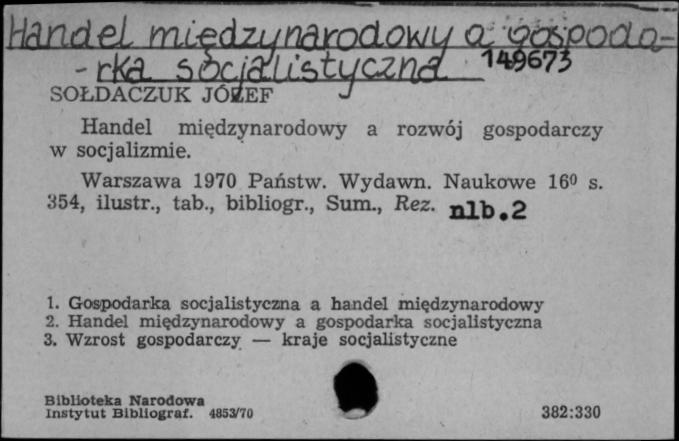 Handel międzynarodowy a gospoda-
-rka socjalistyczna 149673
SOŁDACZUK JÓZEF
Handel międzynarodowy a rozwój gospodarczy
w socjalizmie.
Warszawa 1970 Państw. Wydawn. Naukowe 16⁰ s.
354, ilustr., tab., bibliogr., Sum., Rez. nlb.2
1. Gospodarka socjalistyczna a handel międzynarodowy
2. Handel międzynarodowy a gospodarka socjalistyczna
3. Wzrost gospodarczy — kraje socjalistyczne
Biblioteka Narodowa
Instytut Bibliograf. 4853/70 382:330